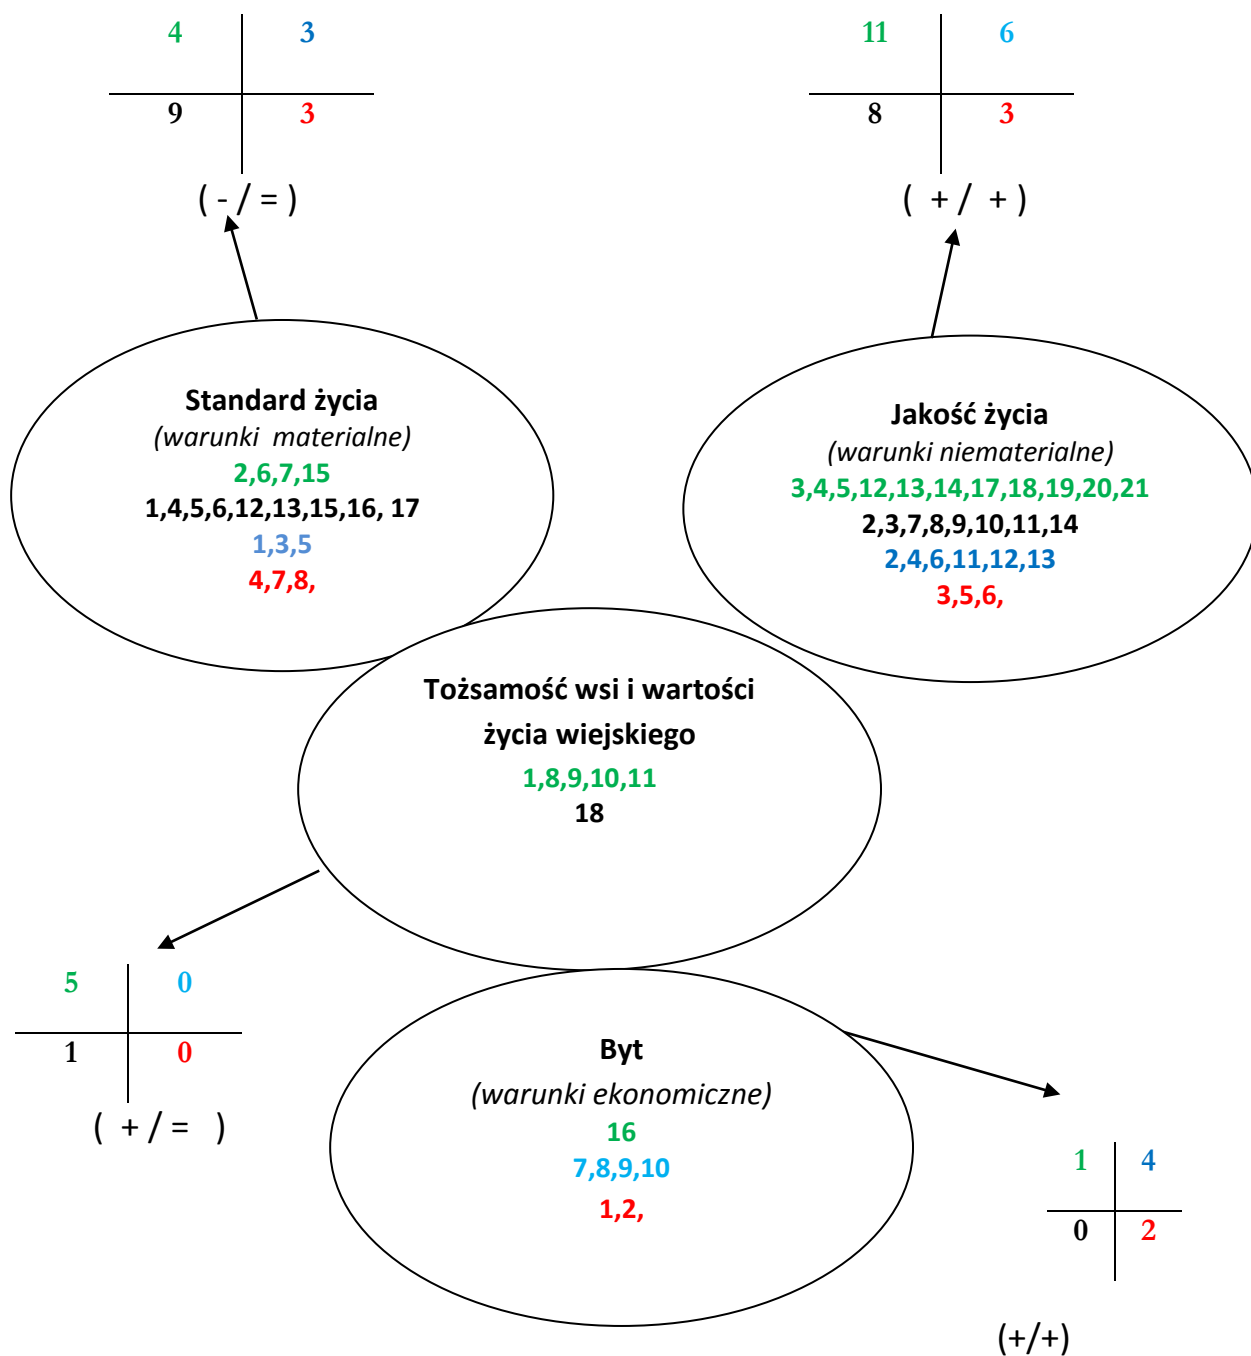 4 3
9 3
( - / = )
11 6
8 3
( + / + )
Standard życia
(warunki materialne)
2,6,7,15
1,4,5,6,12,13,15,16, 17
1,3,5
4,7,8,
Jakość życia
(warunki niematerialne)
3,4,5,12,13,14,17,18,19,20,21
2,3,7,8,9,10,11,14
2,4,6,11,12,13
3,5,6,
Tożsamość wsi i wartości
życia wiejskiego
1,8,9,10,11
18
5 0
1 0
( + / = )
Byt
(warunki ekonomiczne)
16
7,8,9,10
1,2,
1 4
0 2
(+/+)